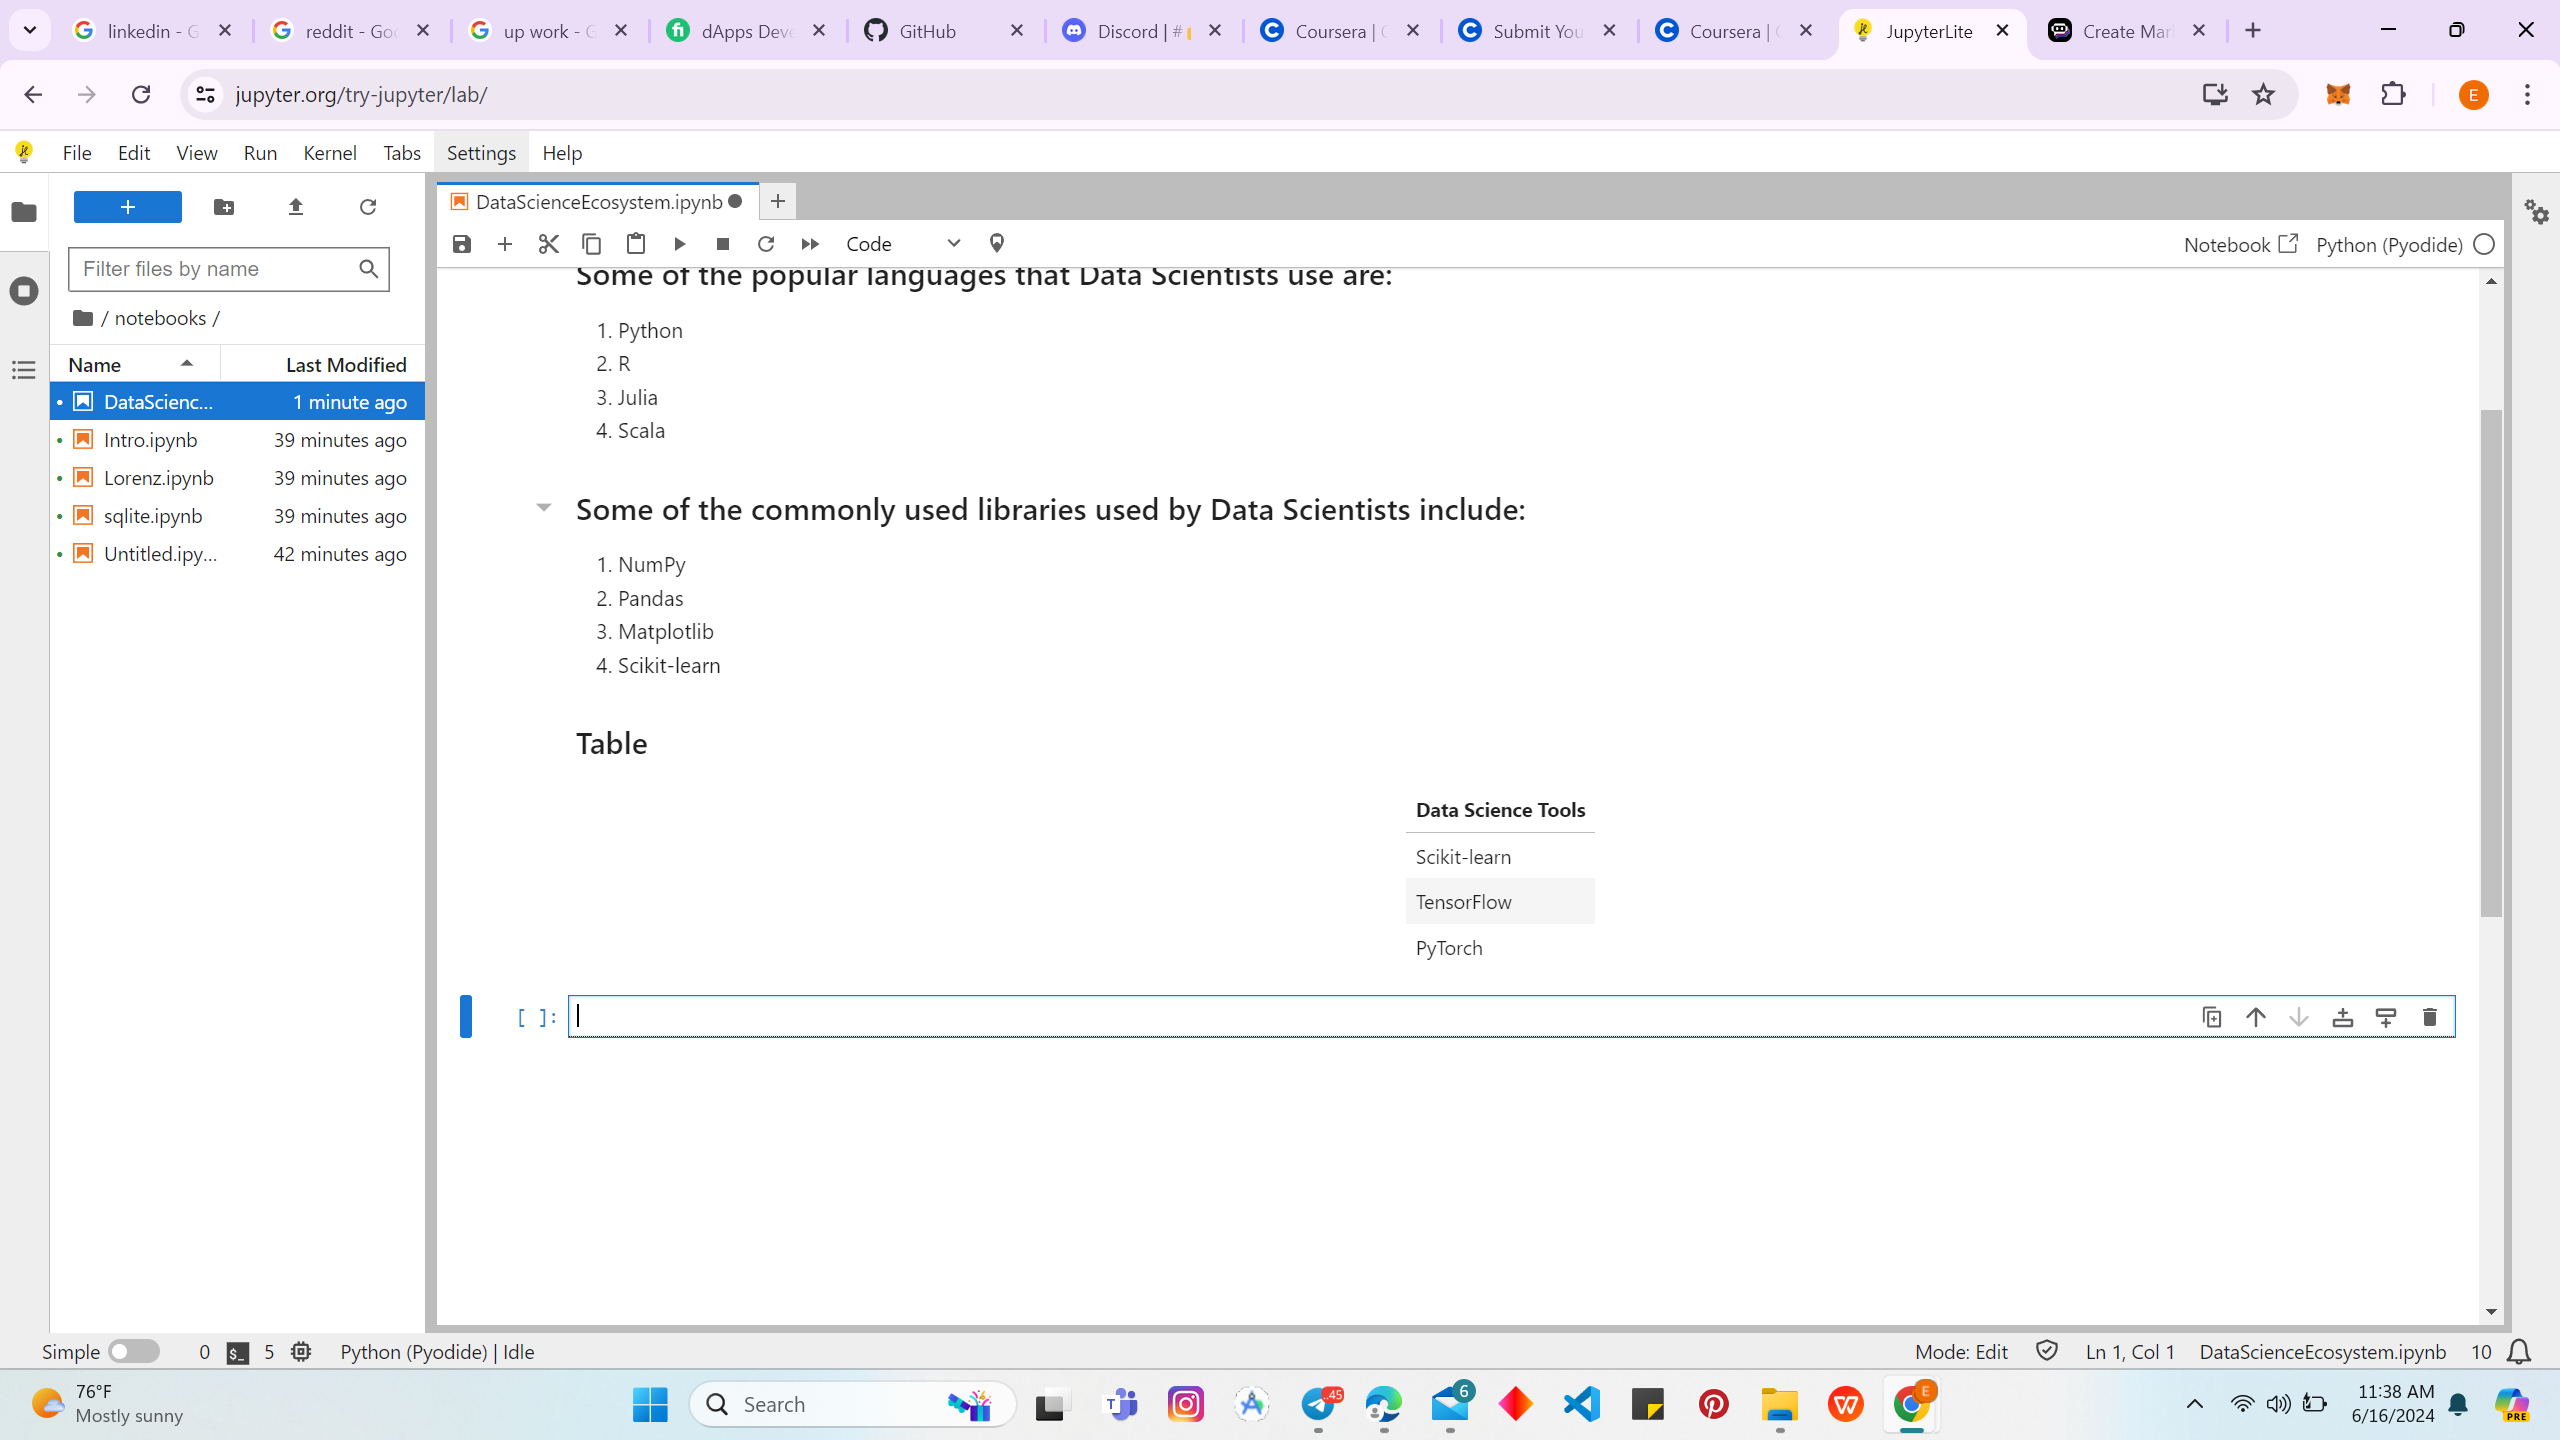 linkedin - G
reddit - Goo
up work - G
dApps Deve
GitHub
Discord | #
Coursera | C
Submit You
Coursera | C
JupyterLite
Create Mar
jupyter.org/try-jupyter/lab/
E
File Edit View Run Kernel Tabs Settings Help
DataScienceEcosystem.ipynb
Code
Notebook
Python (Pyodide)
Filter files by name
/ notebooks /
Name Last Modified
DataScienc... 1 minute ago
Intro.ipynb 39 minutes ago
Lorenz.ipynb 39 minutes ago
sqlite.ipynb 39 minutes ago
Untitled.ipy... 42 minutes ago
Some of the popular languages that Data Scientists use are:
1. Python
2. R
3. Julia
4. Scala
Some of the commonly used libraries used by Data Scientists include:
1. NumPy
2. Pandas
3. Matplotlib
4. Scikit-learn
Table
Data Science Tools
Scikit-learn
TensorFlow
PyTorch
[ ]:
Simple 0 $_ 5 Python (Pyodide) | Idle
Mode: Edit Ln 1, Col 1 DataScienceEcosystem.ipynb 10
76°F
Mostly sunny
Search
45
6
E
11:38 AM
6/16/2024
PRE